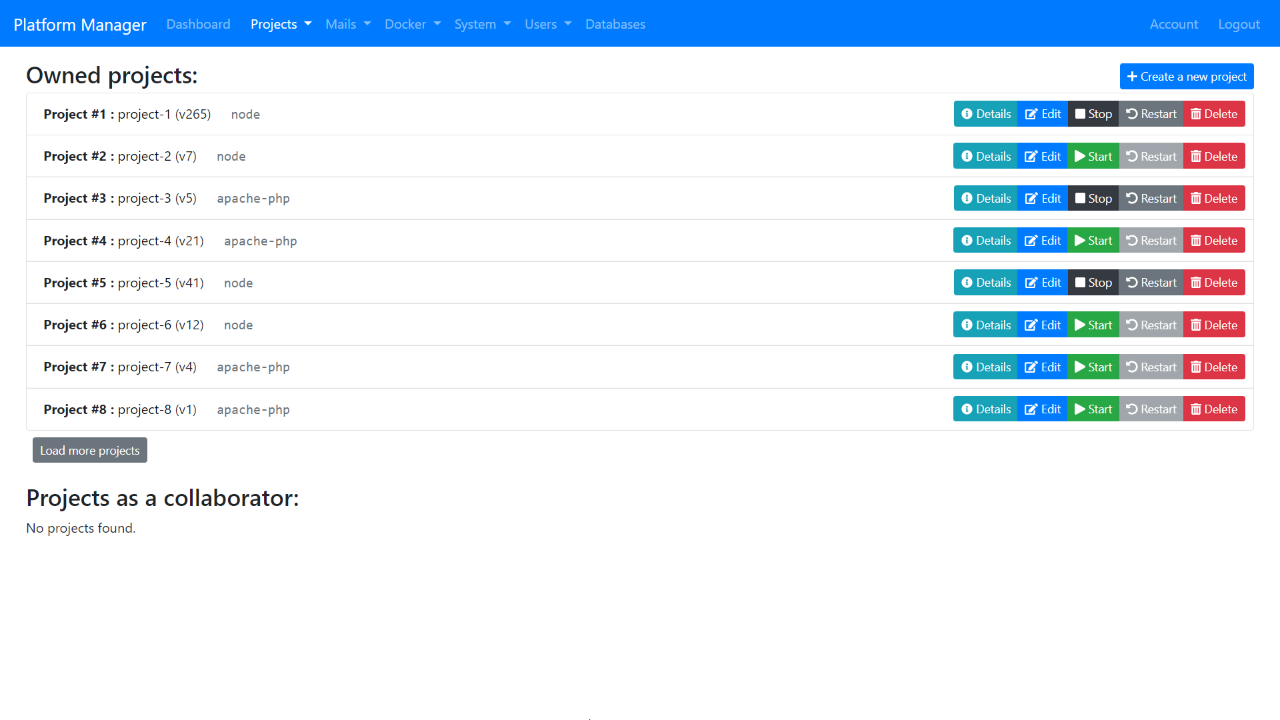 Platform Manager Dashboard Projects Mails Docker System Users Databases Account Logout
Owned projects: Create a new project
Project #1 : project-1 (v265) node Details Edit Stop Restart Delete
Project #2 : project-2 (v7) node Details Edit Start Restart Delete
Project #3 : project-3 (v5) apache-php Details Edit Stop Restart Delete
Project #4 : project-4 (v21) apache-php Details Edit Start Restart Delete
Project #5 : project-5 (v41) node Details Edit Stop Restart Delete
Project #6 : project-6 (v12) node Details Edit Start Restart Delete
Project #7 : project-7 (v4) apache-php Details Edit Start Restart Delete
Project #8 : project-8 (v1) apache-php Details Edit Start Restart Delete
Load more projects
Projects as a collaborator:
No projects found.